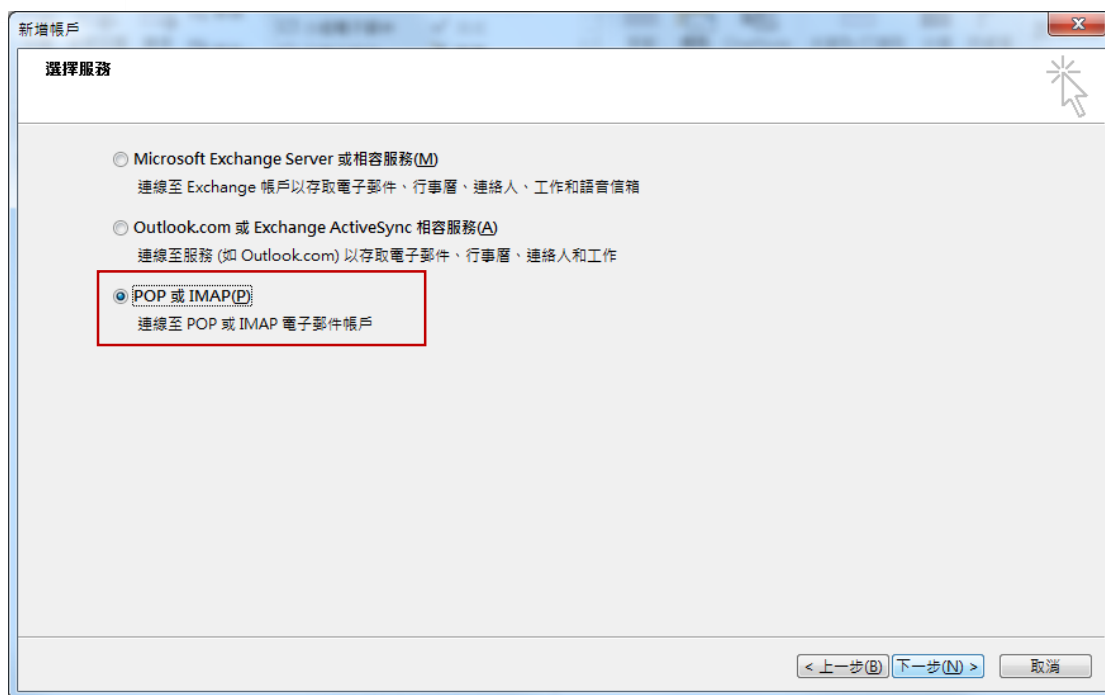 新增帳戶
選擇服務
Microsoft Exchange Server 或相容服務(M)
連線至 Exchange 帳戶以存取電子郵件、行事曆、連絡人、工作和語音信箱
Outlook.com 或 Exchange ActiveSync 相容服務(A)
連線至服務 (如 Outlook.com) 以存取電子郵件、行事曆、連絡人和工作
POP 或 IMAP(P)
連線至 POP 或 IMAP 電子郵件帳戶
< 上一步(B) 下一步(N) > 取消